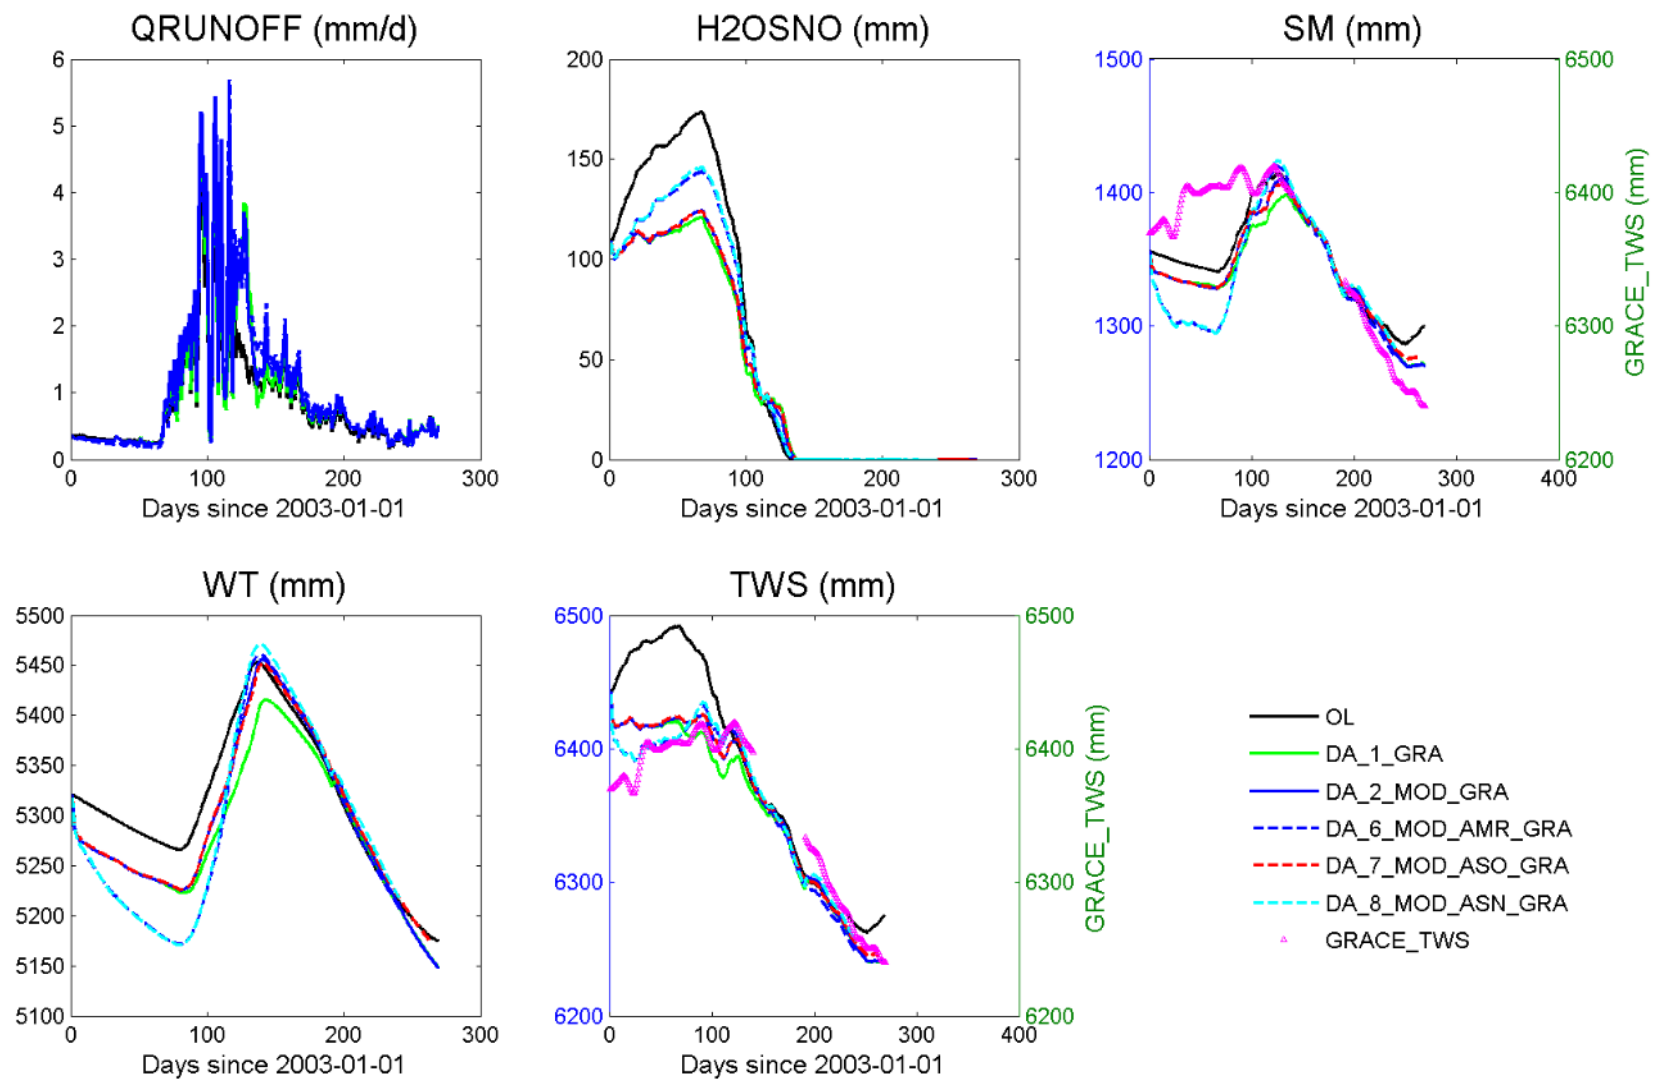 QRUNOFF (mm/d)
6
5
4
3
2
1
0
0 100 200 300
Days since 2003-01-01
H2OSNO (mm)
200
150
100
50
0
0 100 200 300
Days since 2003-01-01
SM (mm)
1500
1400
1300
1200
6500
6400
6300
6200
GRACE_TWS (mm)
0 100 200 300 400
Days since 2003-01-01
WT (mm)
5500
5450
5400
5350
5300
5250
5200
5150
5100
0 100 200 300
Days since 2003-01-01
TWS (mm)
6500
6400
6300
6200
6500
6400
6300
6200
GRACE_TWS (mm)
0 100 200 300 400
Days since 2003-01-01
OL
DA_1_GRA
DA_2_MOD_GRA
DA_6_MOD_AMR_GRA
DA_7_MOD_ASO_GRA
DA_8_MOD_ASN_GRA
GRACE_TWS